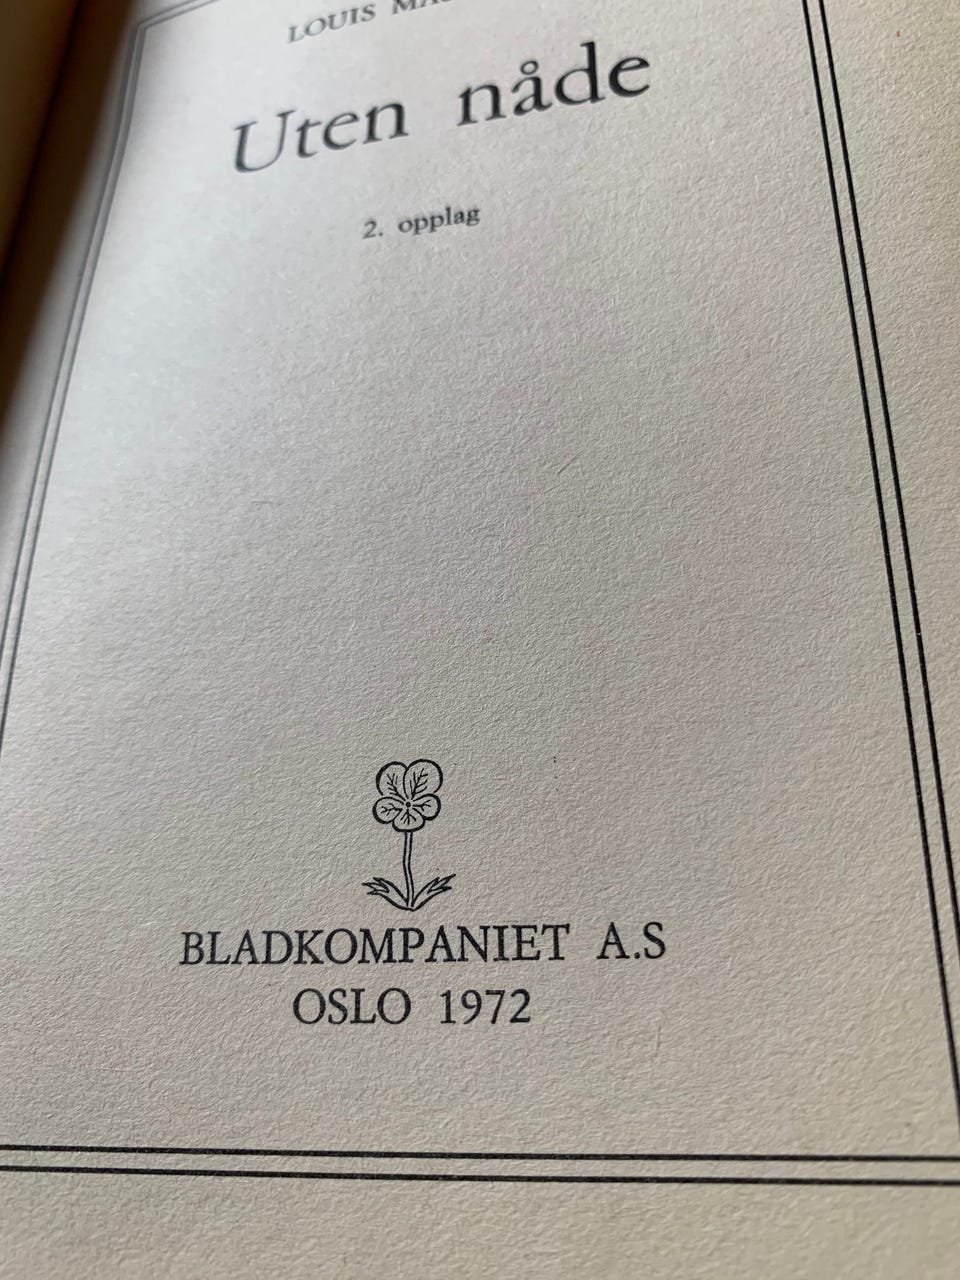 LOUIS
Uten nåde
2. opplag
BLADKOMPANIET A.S
OSLO 1972